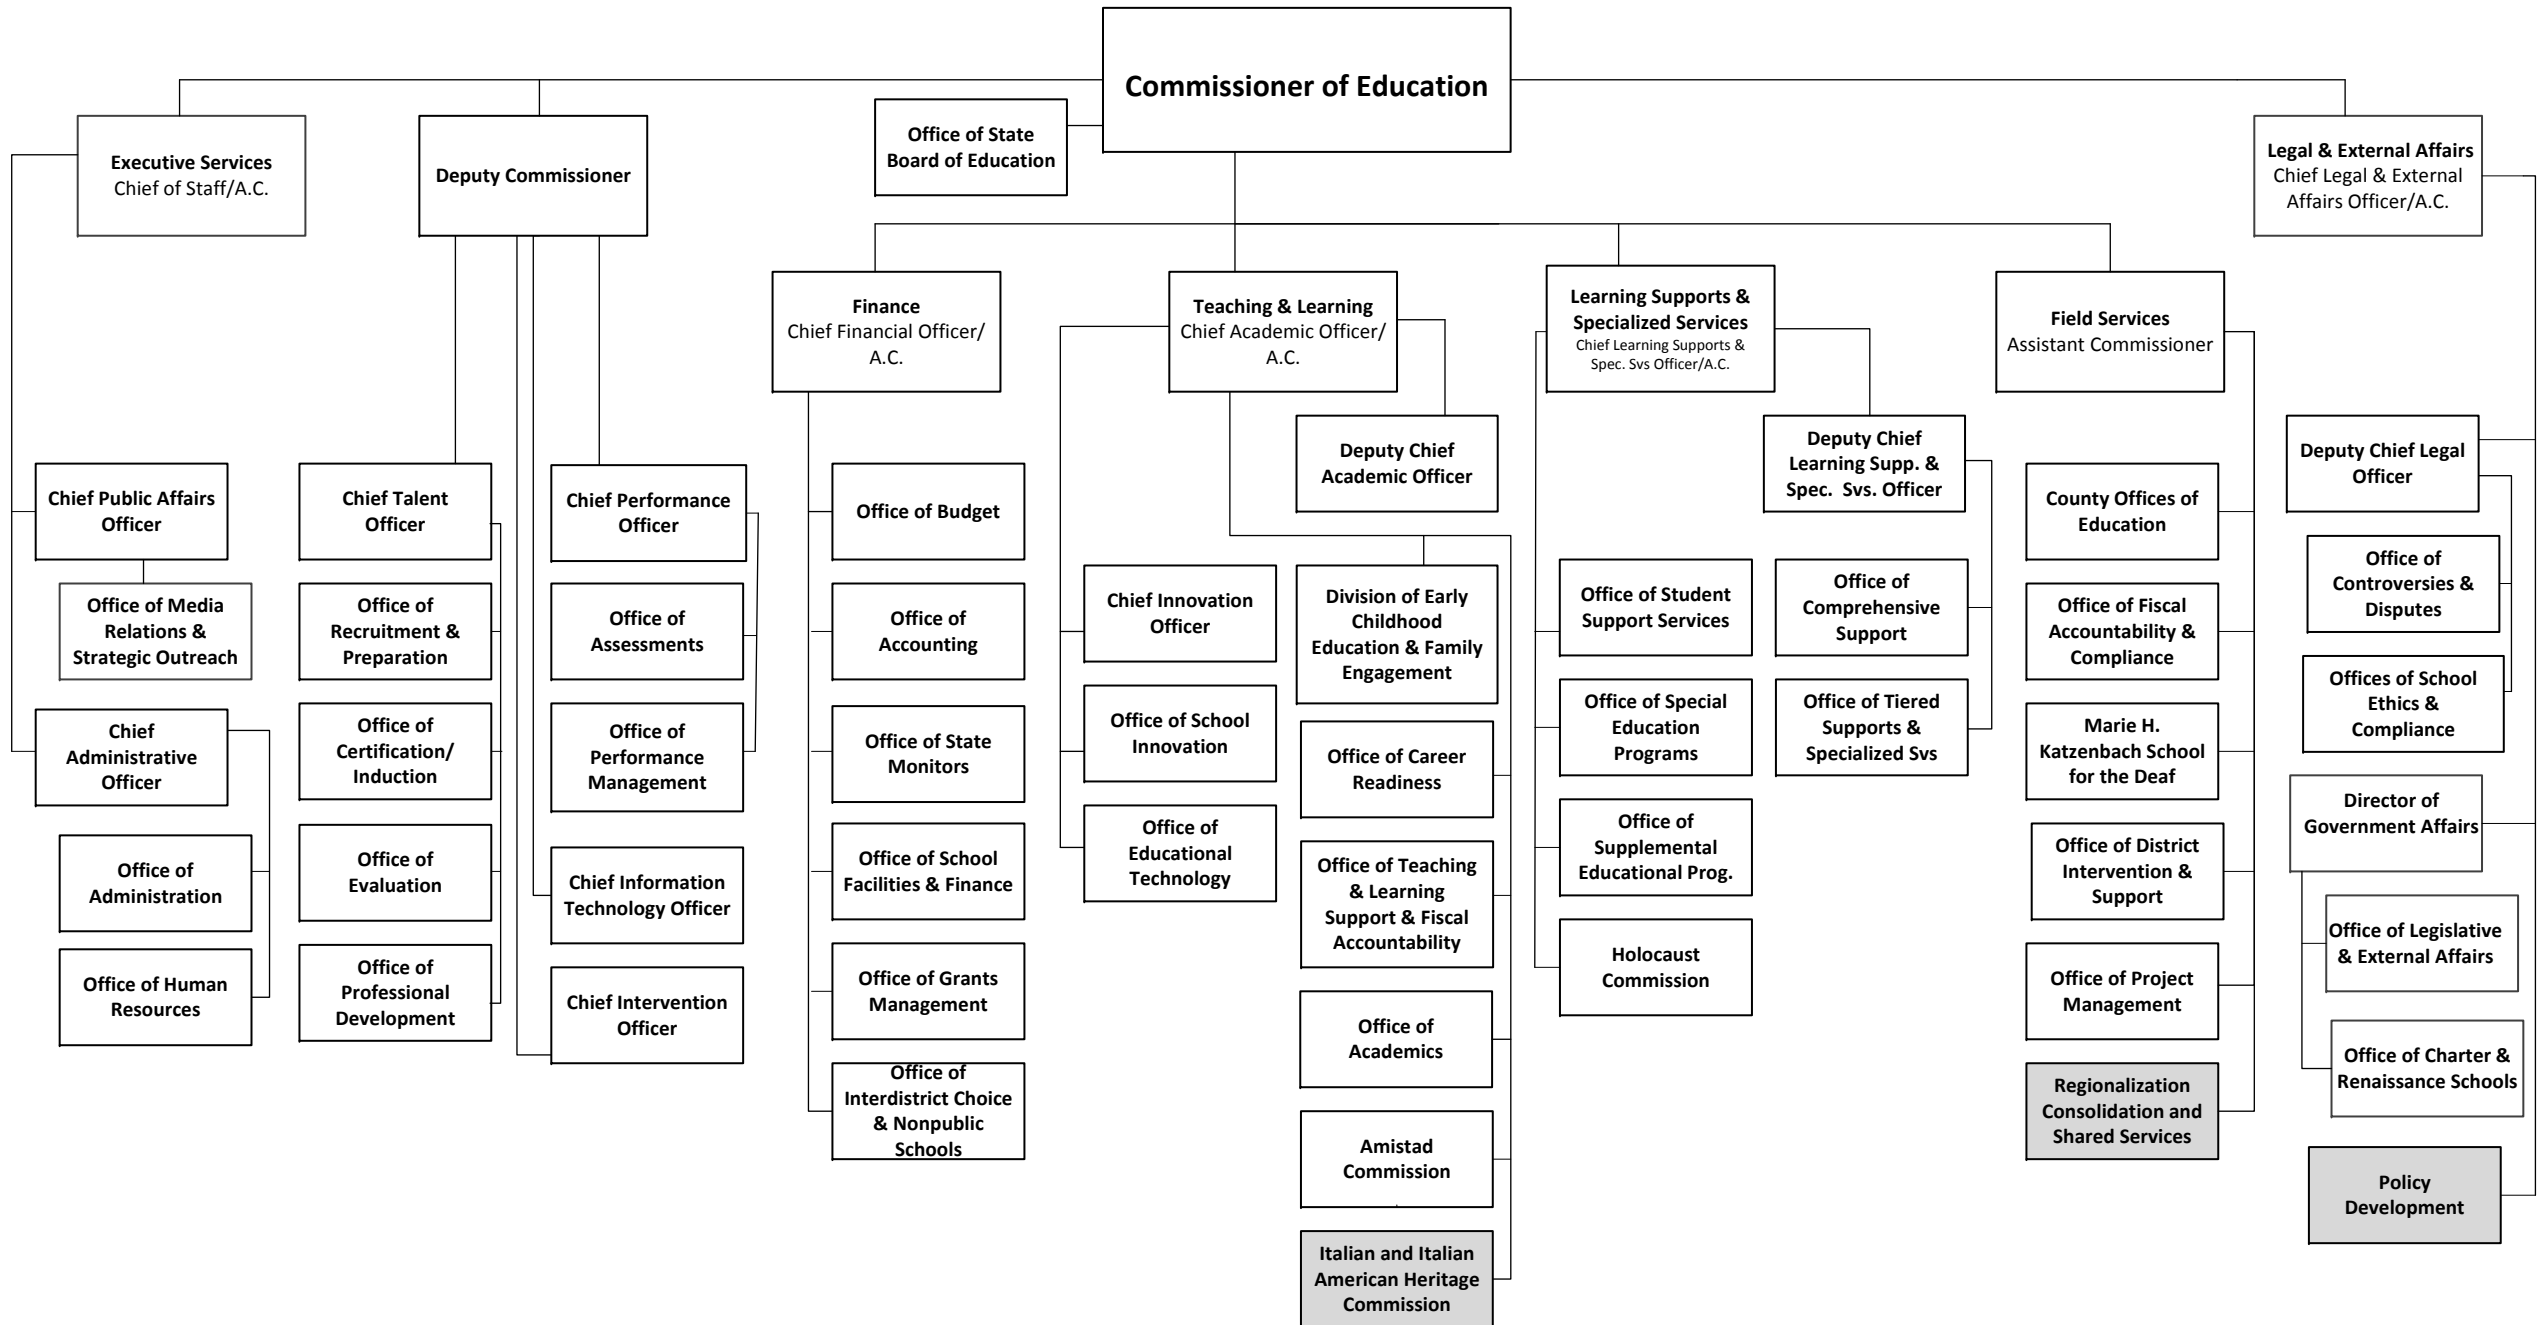 Commissioner of Education
Office of State
Board of Education
Executive Services
Chief of Staff/A.C.
Deputy Commissioner
Legal & External Affairs
Chief Legal & External
Affairs Officer/A.C.
Finance
Chief Financial Officer/
A.C.
Teaching & Learning
Chief Academic Officer/
A.C.
Learning Supports &
Specialized Services
Chief Learning Supports &
Spec. Svs Officer/A.C.
Field Services
Assistant Commissioner
Chief Public Affairs
Officer
Office of Media
Relations &
Strategic Outreach
Chief
Administrative
Officer
Office of
Administration
Office of Human
Resources
Chief Talent
Officer
Office of
Recruitment &
Preparation
Office of
Certification/
Induction
Office of
Evaluation
Office of
Professional
Development
Chief Performance
Officer
Office of
Assessments
Office of
Performance
Management
Chief Information
Technology Officer
Chief Intervention
Officer
Office of Budget
Office of
Accounting
Office of State
Monitors
Office of School
Facilities & Finance
Office of Grants
Management
Office of
Interdistrict Choice
& Nonpublic
Schools
Chief Innovation
Officer
Office of School
Innovation
Office of
Educational
Technology
Deputy Chief
Academic Officer
Division of Early
Childhood
Education & Family
Engagement
Office of Career
Readiness
Office of Teaching
& Learning
Support & Fiscal
Accountability
Office of
Academics
Amistad
Commission
Italian and Italian
American Heritage
Commission
Office of Student
Support Services
Office of Special
Education
Programs
Office of
Supplemental
Educational Prog.
Holocaust
Commission
Deputy Chief
Learning Supp. &
Spec. Svs. Officer
Office of
Comprehensive
Support
Office of Tiered
Supports &
Specialized Svs
County Offices of
Education
Office of Fiscal
Accountability &
Compliance
Marie H.
Katzenbach School
for the Deaf
Office of District
Intervention &
Support
Office of Project
Management
Regionalization
Consolidation and
Shared Services
Deputy Chief Legal
Officer
Office of
Controversies &
Disputes
Offices of School
Ethics &
Compliance
Director of
Government Affairs
Office of Legislative
& External Affairs
Office of Charter &
Renaissance Schools
Policy
Development